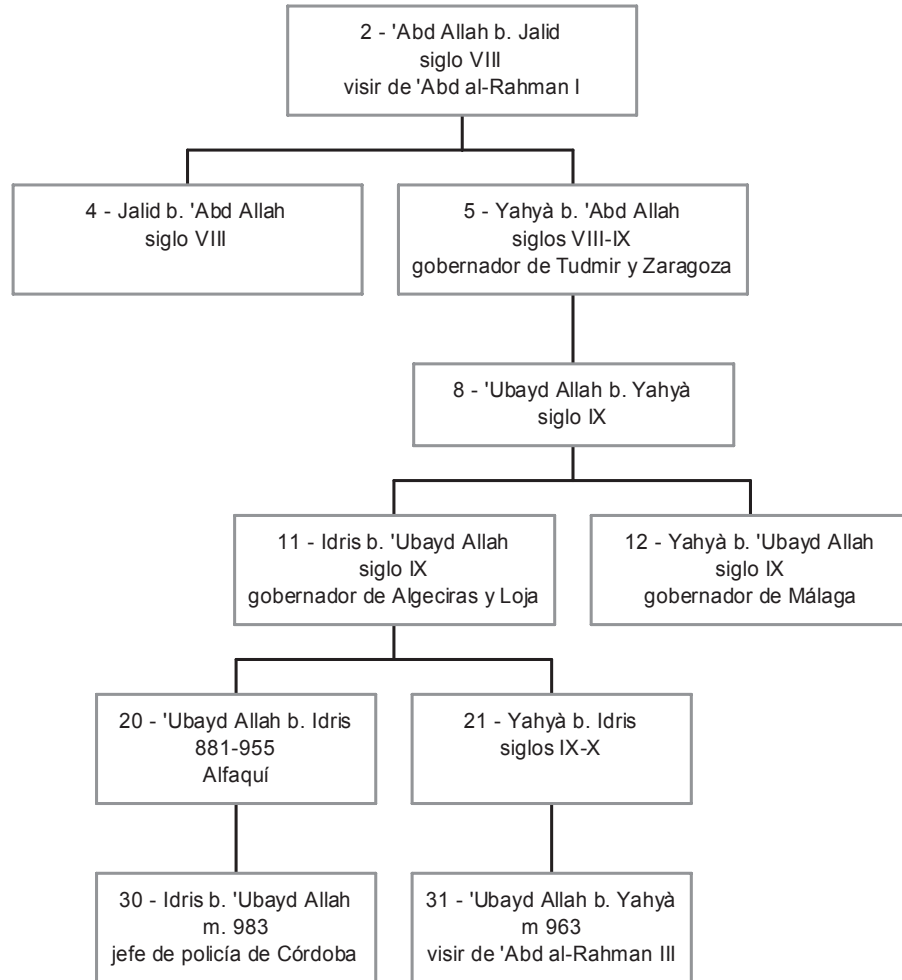 2 - 'Abd Allah b. Jalid
siglo VIII
visir de 'Abd al-Rahman I
4 - Jalid b. 'Abd Allah
siglo VIII
5 - Yahyà b. 'Abd Allah
siglos VIII-IX
gobernador de Tudmir y Zaragoza
8 - 'Ubayd Allah b. Yahyà
siglo IX
11 - Idris b. 'Ubayd Allah
siglo IX
gobernador de Algeciras y Loja
12 - Yahyà b. 'Ubayd Allah
siglo IX
gobernador de Málaga
20 - 'Ubayd Allah b. Idris
881-955
Alfaquí
21 - Yahyà b. Idris
siglos IX-X
30 - Idris b. 'Ubayd Allah
m. 983
jefe de policía de Córdoba
31 - 'Ubayd Allah b. Yahyà
m 963
visir de 'Abd al-Rahman III